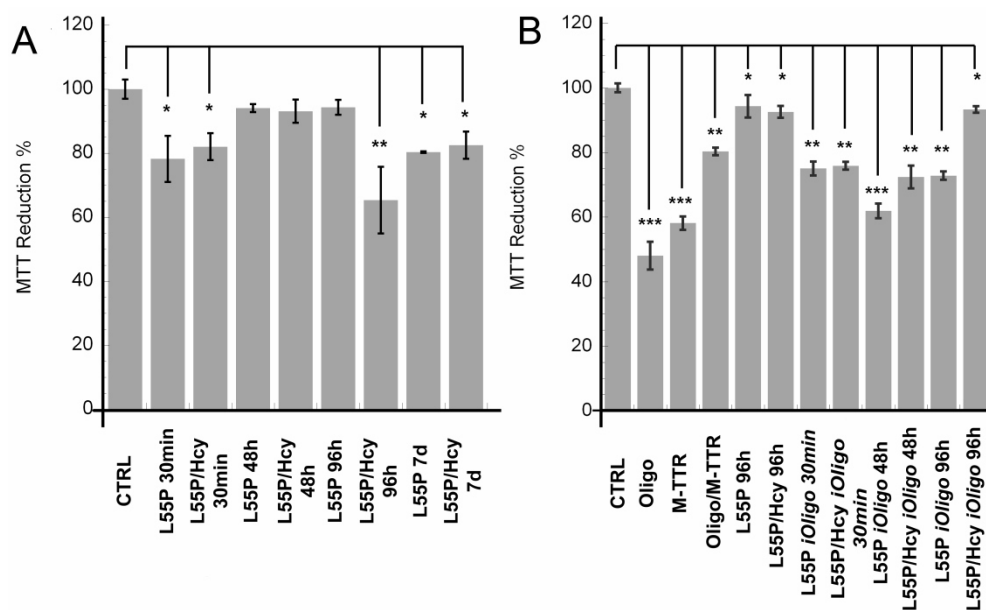 A
MTT Reduction %
120
100
80
60
40
20
0
*
*
**
*
*
CTRL
L55P 30min
L55P/Hcy
30min
L55P 48h
L55P/Hcy
48h
L55P 96h
L55P/Hcy
96h
L55P 7d
L55P/Hcy
7d
B
MTT Reduction %
120
100
80
60
40
20
0
***
***
**
*
*
**
**
***
**
**
*
CTRL
Oligo
M-TTR
Oligo/M-TTR
L55P 96h
L55P/Hcy 96h
L55P iOligo 30min
L55P/Hcy iOligo
30min
L55P iOligo 48h
L55P/Hcy iOligo 48h
L55P iOligo 96h
L55P/Hcy iOligo 96h